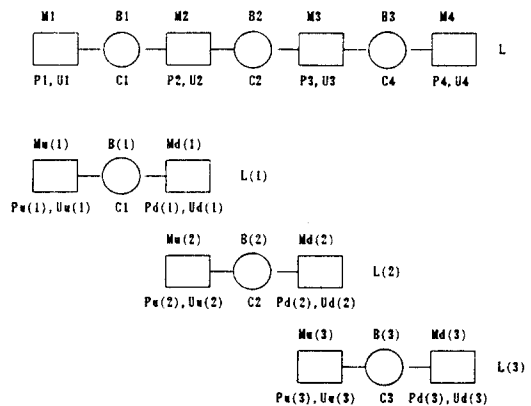 M1 B1 M2 B2 M3 B3 M4
L
P1,U1 C1 P2,U2 C2 P3,U3 C4 P4,U4
Mu(1) B(1) Md(1)
L(1)
Pu(1),Uu(1) C1 Pd(1),Ud(1)
Mu(2) B(2) Md(2)
L(2)
Pu(2),Uu(2) C2 Pd(2),Ud(2)
Mu(3) B(3) Md(3)
L(3)
Pu(3),Uu(3) C3 Pd(3),Ud(3)